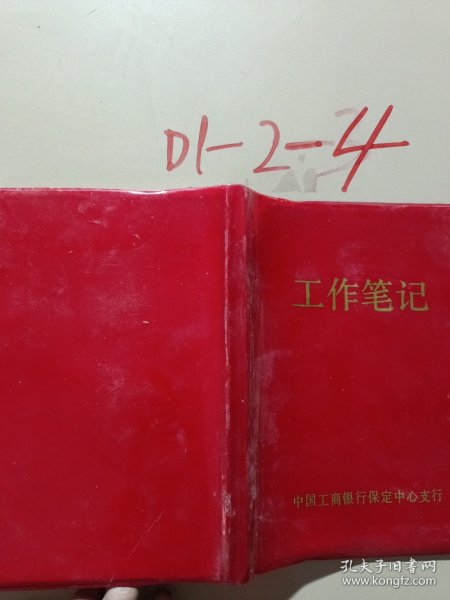 D1-2-4
工作笔记
中国工商银行保定中心支行
孔夫子旧书网
www.kongfz.com